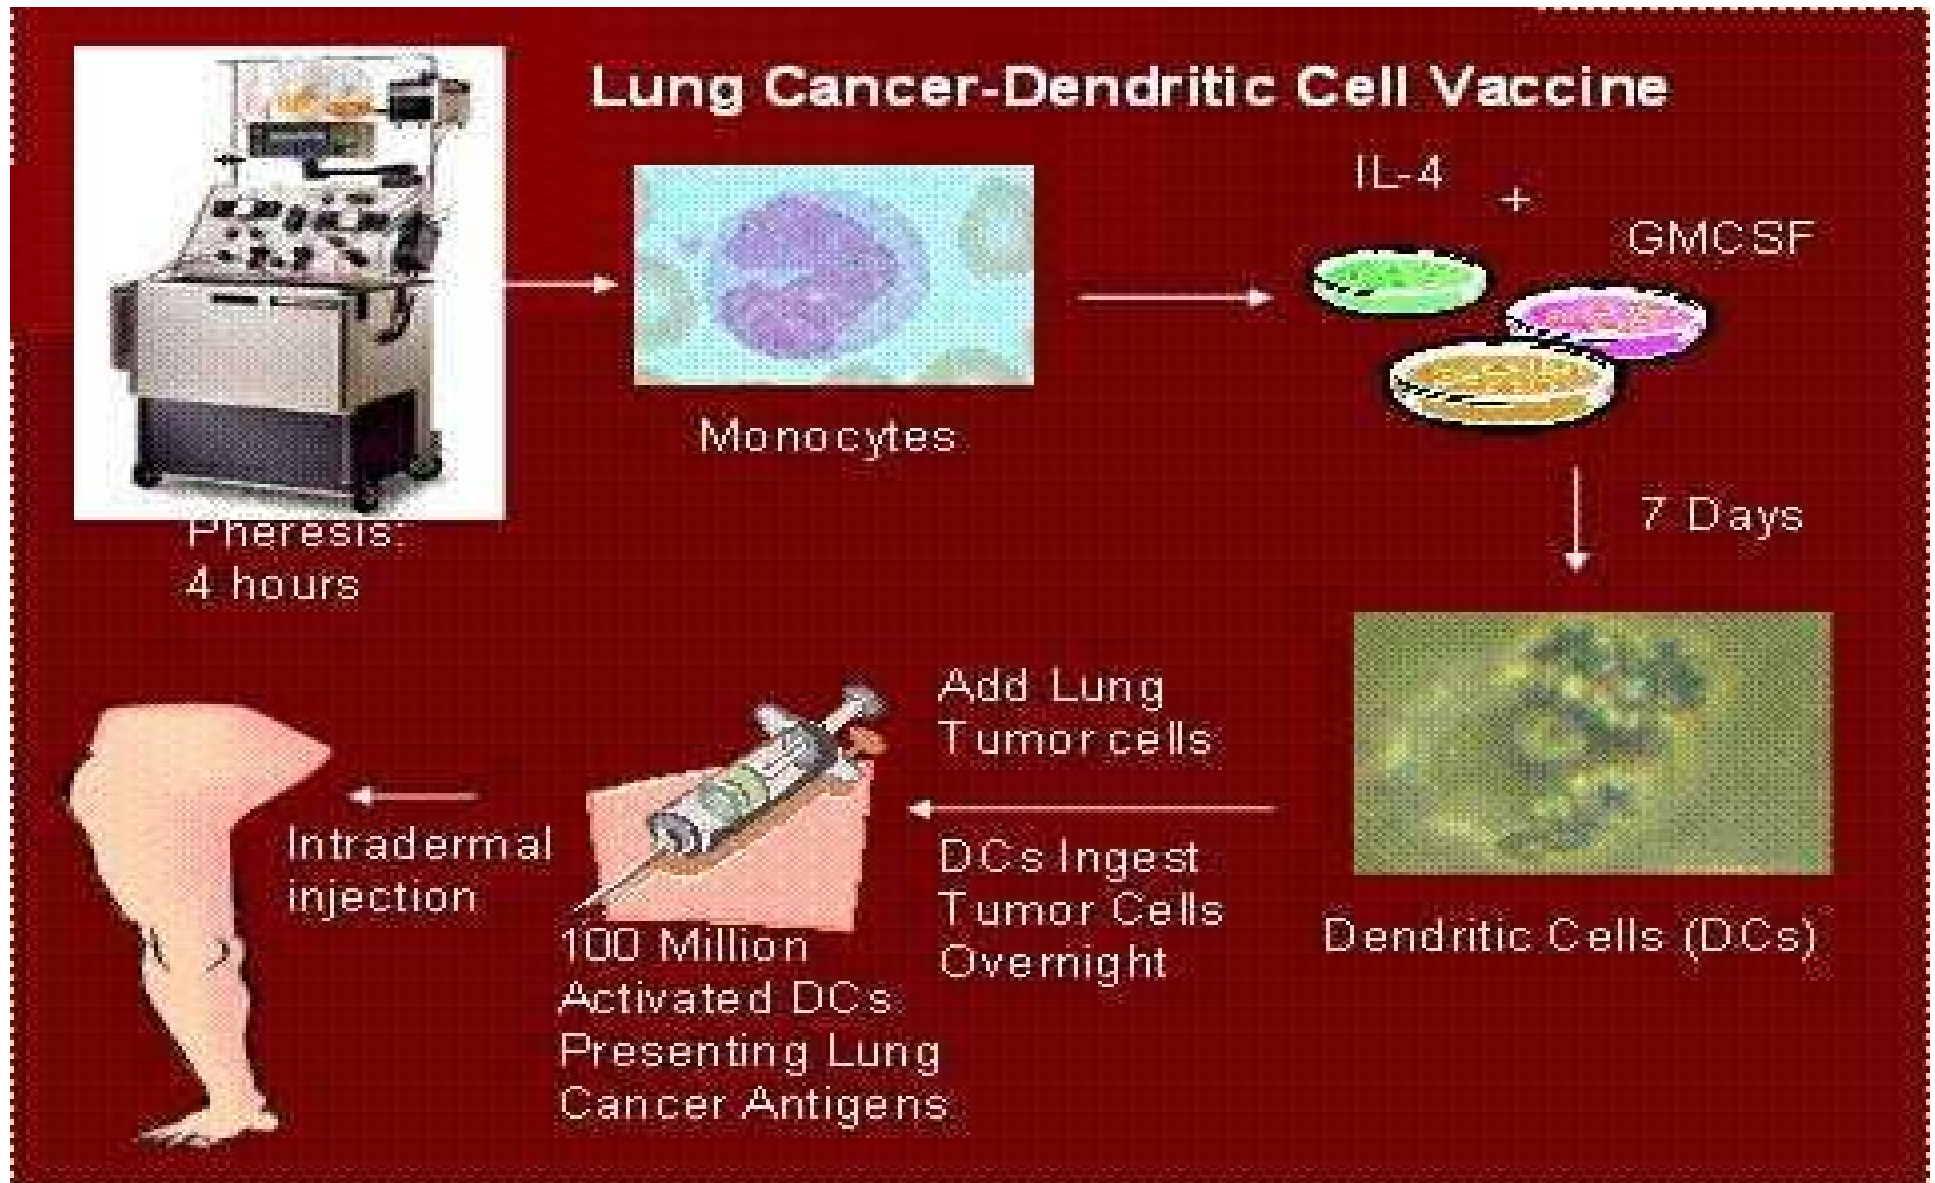 Lung Cancer-Dendritic Cell Vaccine
IL-4
+
GMCSF
Monocytes
Pheresis:
4 hours
7 Days
Dendritic Cells (DCs)
Add Lung
Tumor cells
DCs Ingest
Tumor Cells
Overnight
100 Million
Activated DCs
Presenting Lung
Cancer Antigens
Intradermal
injection